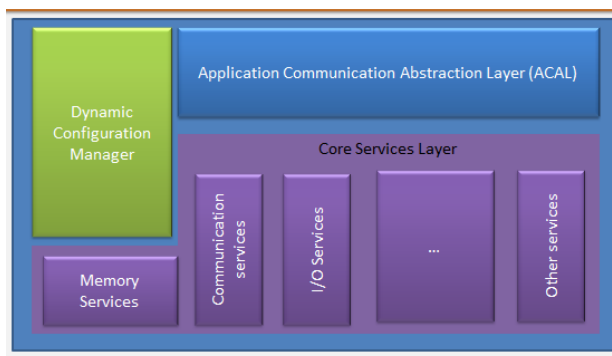 Application Communication Abstraction Layer (ACAL)
Dynamic
Configuration
Manager
Core Services Layer
Memory
Services
Communication
services
I/O Services
...
Other services